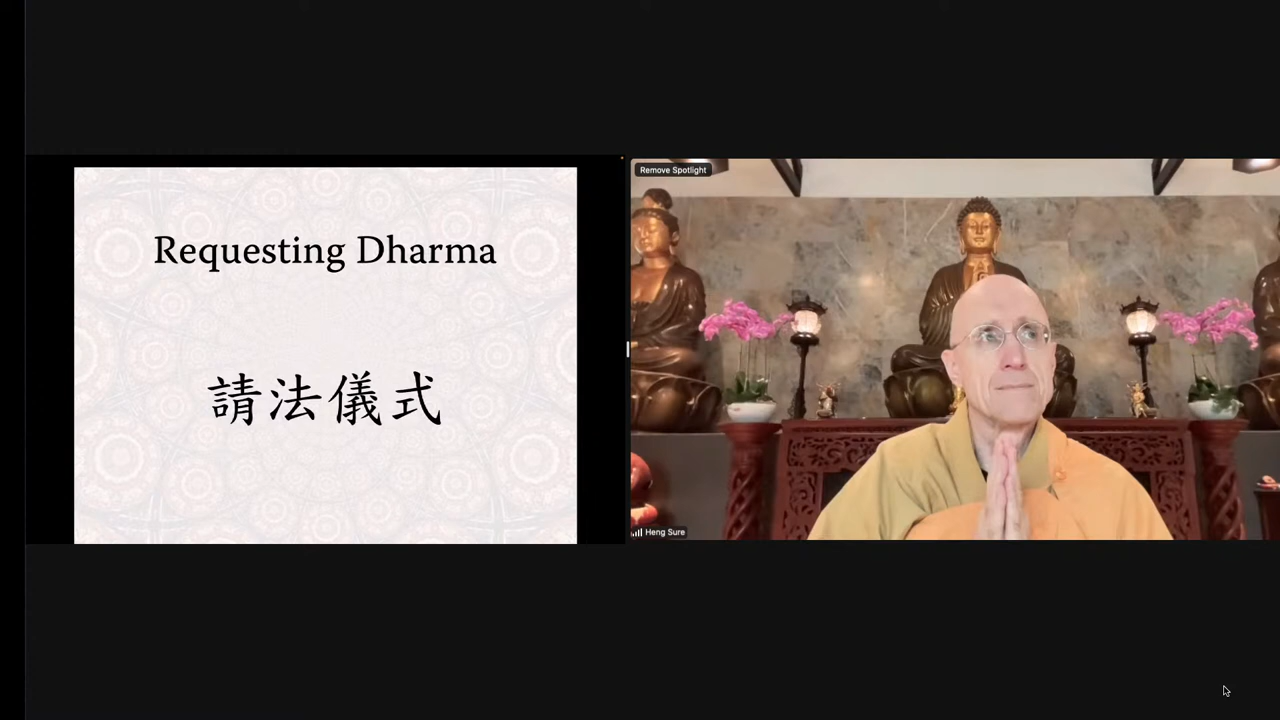 Requesting Dharma
請法儀式
Remove Spotlight
Heng Sure